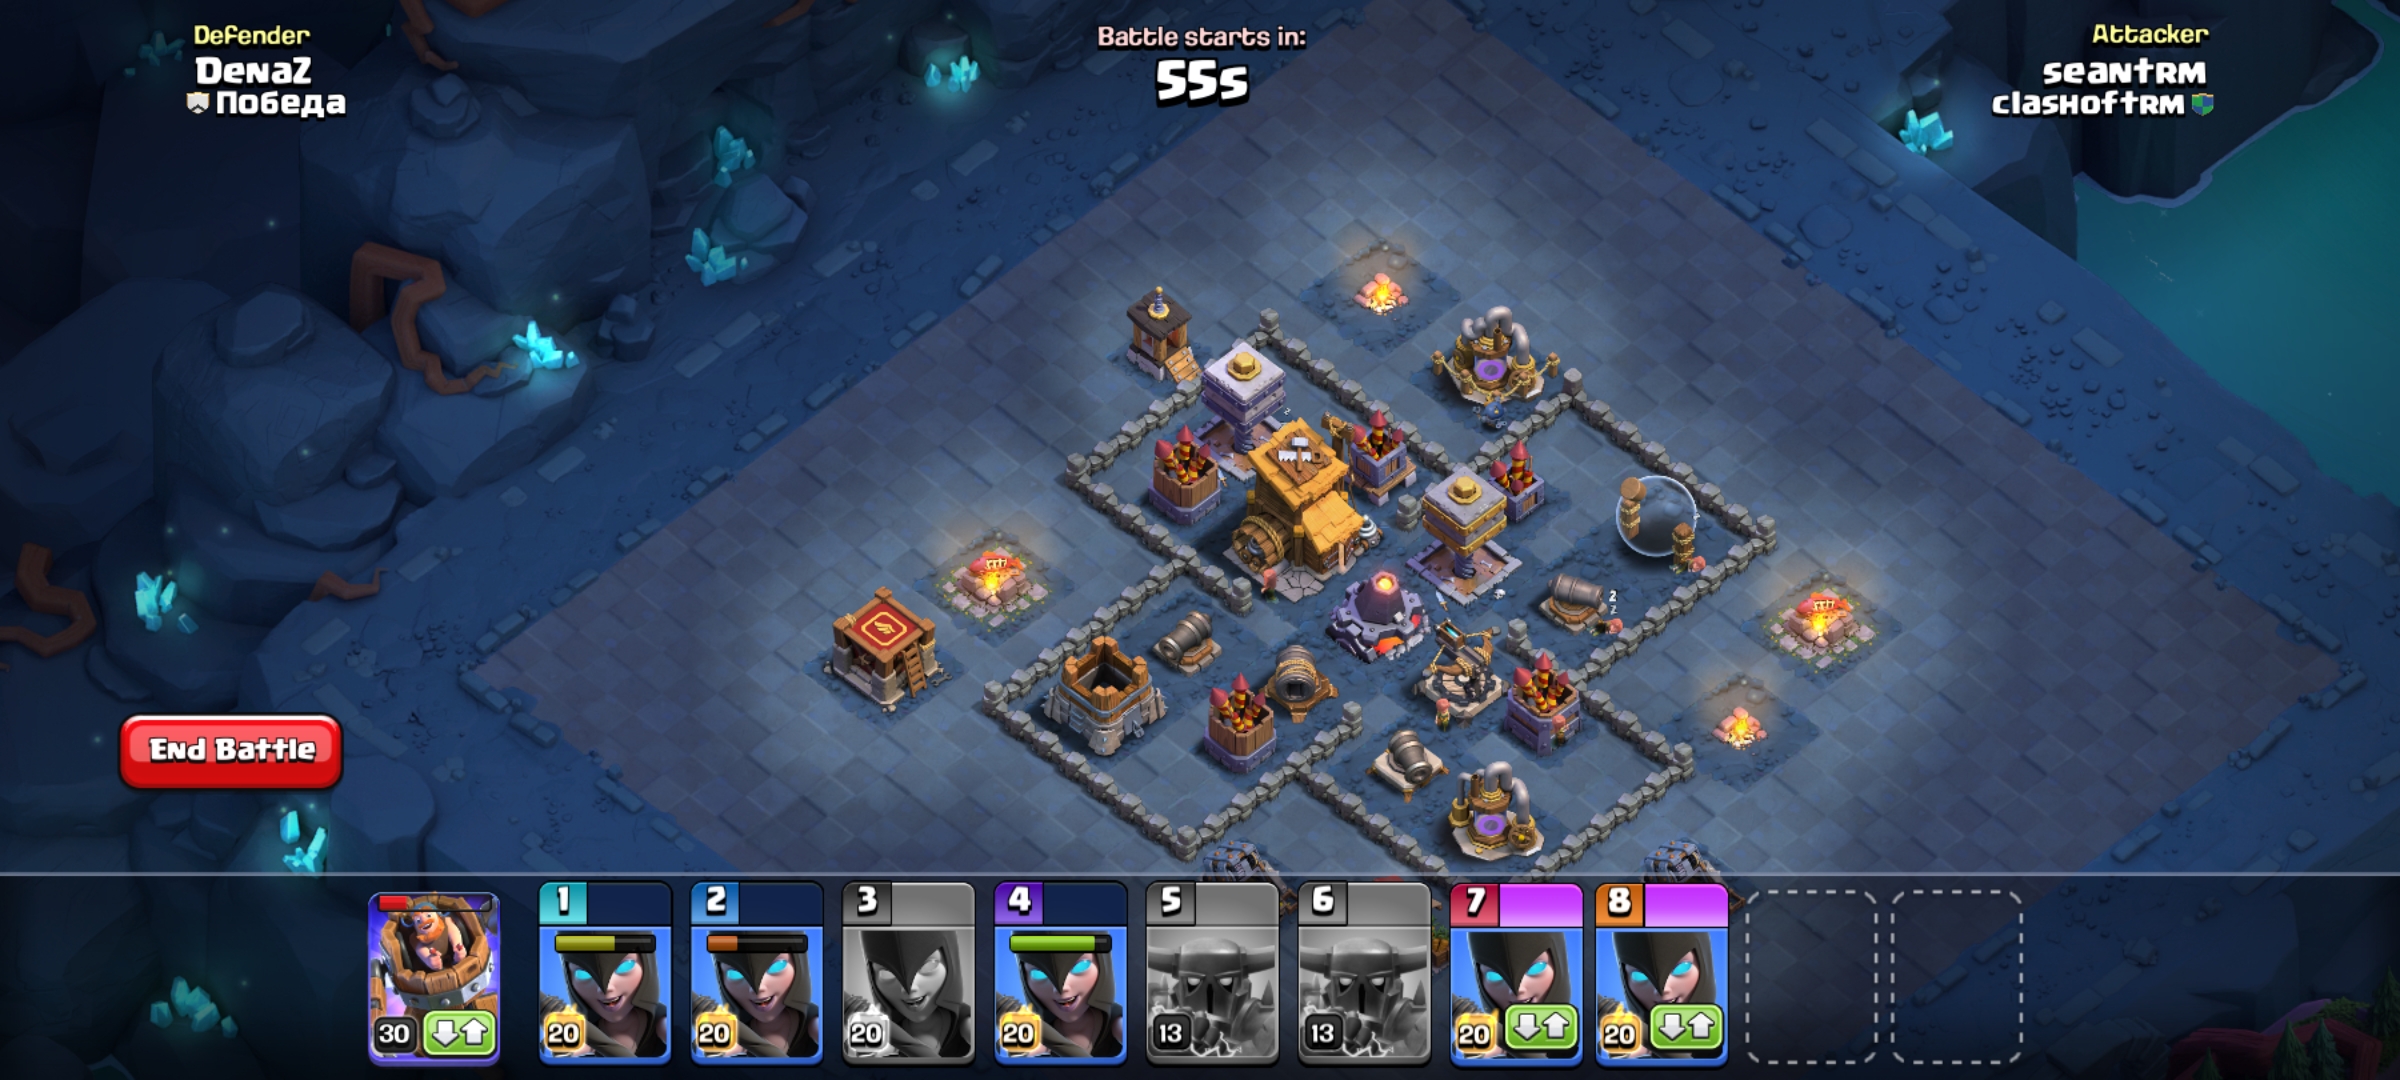 Defender
DenaZ
Победа
Battle starts in:
55s
Attacker
seantrm
clashoftrm
2
End Battle
30
1
20
2
20
3
20
4
20
5
13
6
13
7
20
8
20